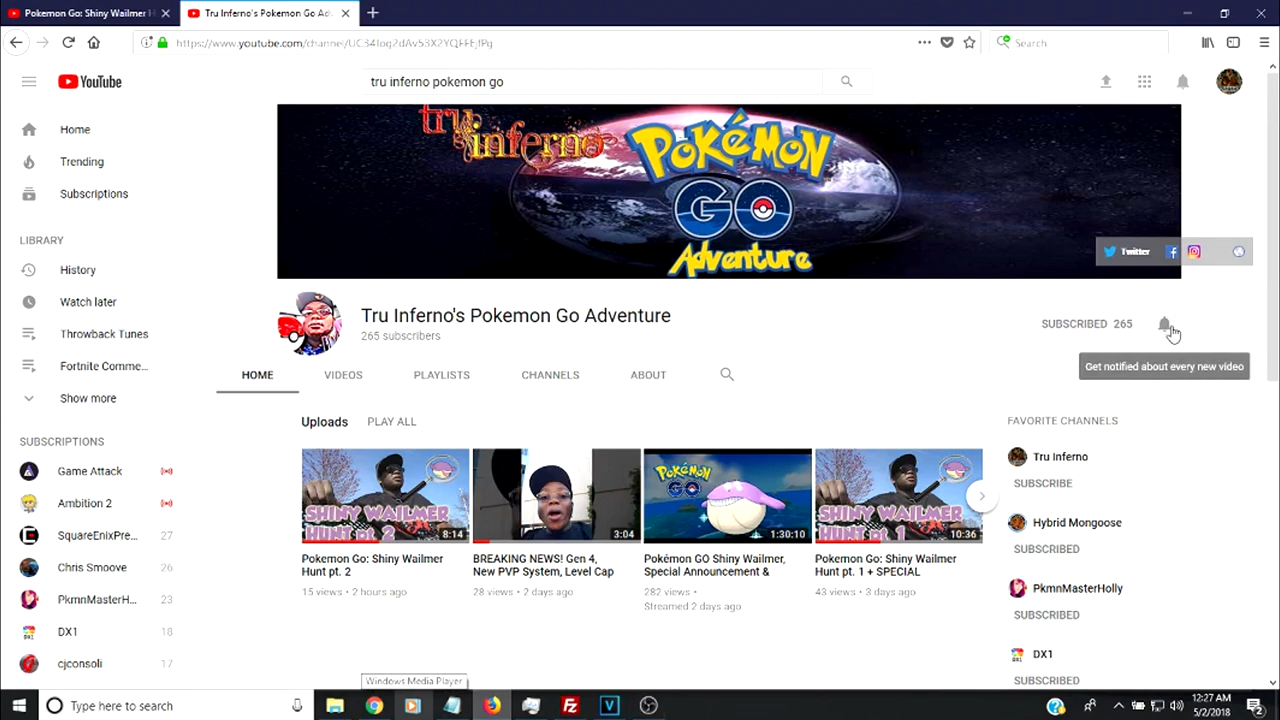 Pokemon Go: Shiny Wailmer H
Tru Inferno's Pokemon Go Adv
Search
YouTube
tru inferno pokemon go
Home
Trending
Subscriptions
LIBRARY
History
Watch later
Throwback Tunes
Fortnite Comme...
Show more
SUBSCRIPTIONS
Game Attack
Ambition 2
SquareEnixPre... 27
Chris Smoove 26
PkmnMasterH... 23
DX1 18
cjconsoli 17
tru inferno
POKÉMON
GO
Adventure
Twitter
Tru Inferno's Pokemon Go Adventure
265 subscribers
SUBSCRIBED 265
Get notified about every new video
HOME VIDEOS PLAYLISTS CHANNELS ABOUT
Uploads PLAY ALL
SHINY WAILMER
HUNT pt. 2
8:14
Pokemon Go: Shiny Wailmer
Hunt pt. 2
15 views • 2 hours ago
3:04
BREAKING NEWS! Gen 4,
New PVP System, Level Cap
28 views • 2 days ago
POKÉMON
GO
1:30:10
Pokémon GO Shiny Wailmer,
Special Announcement &
282 views •
Streamed 2 days ago
SHINY WAILMER
HUNT pt. 1
10:36
Pokemon Go: Shiny Wailmer
Hunt pt. 1 + SPECIAL
43 views • 3 days ago
FAVORITE CHANNELS
Tru Inferno
SUBSCRIBE
Hybrid Mongoose
SUBSCRIBED
PkmnMasterHolly
SUBSCRIBED
DX1
SUBSCRIBED
Windows Media Player
Type here to search
12:27 AM
5/2/2018